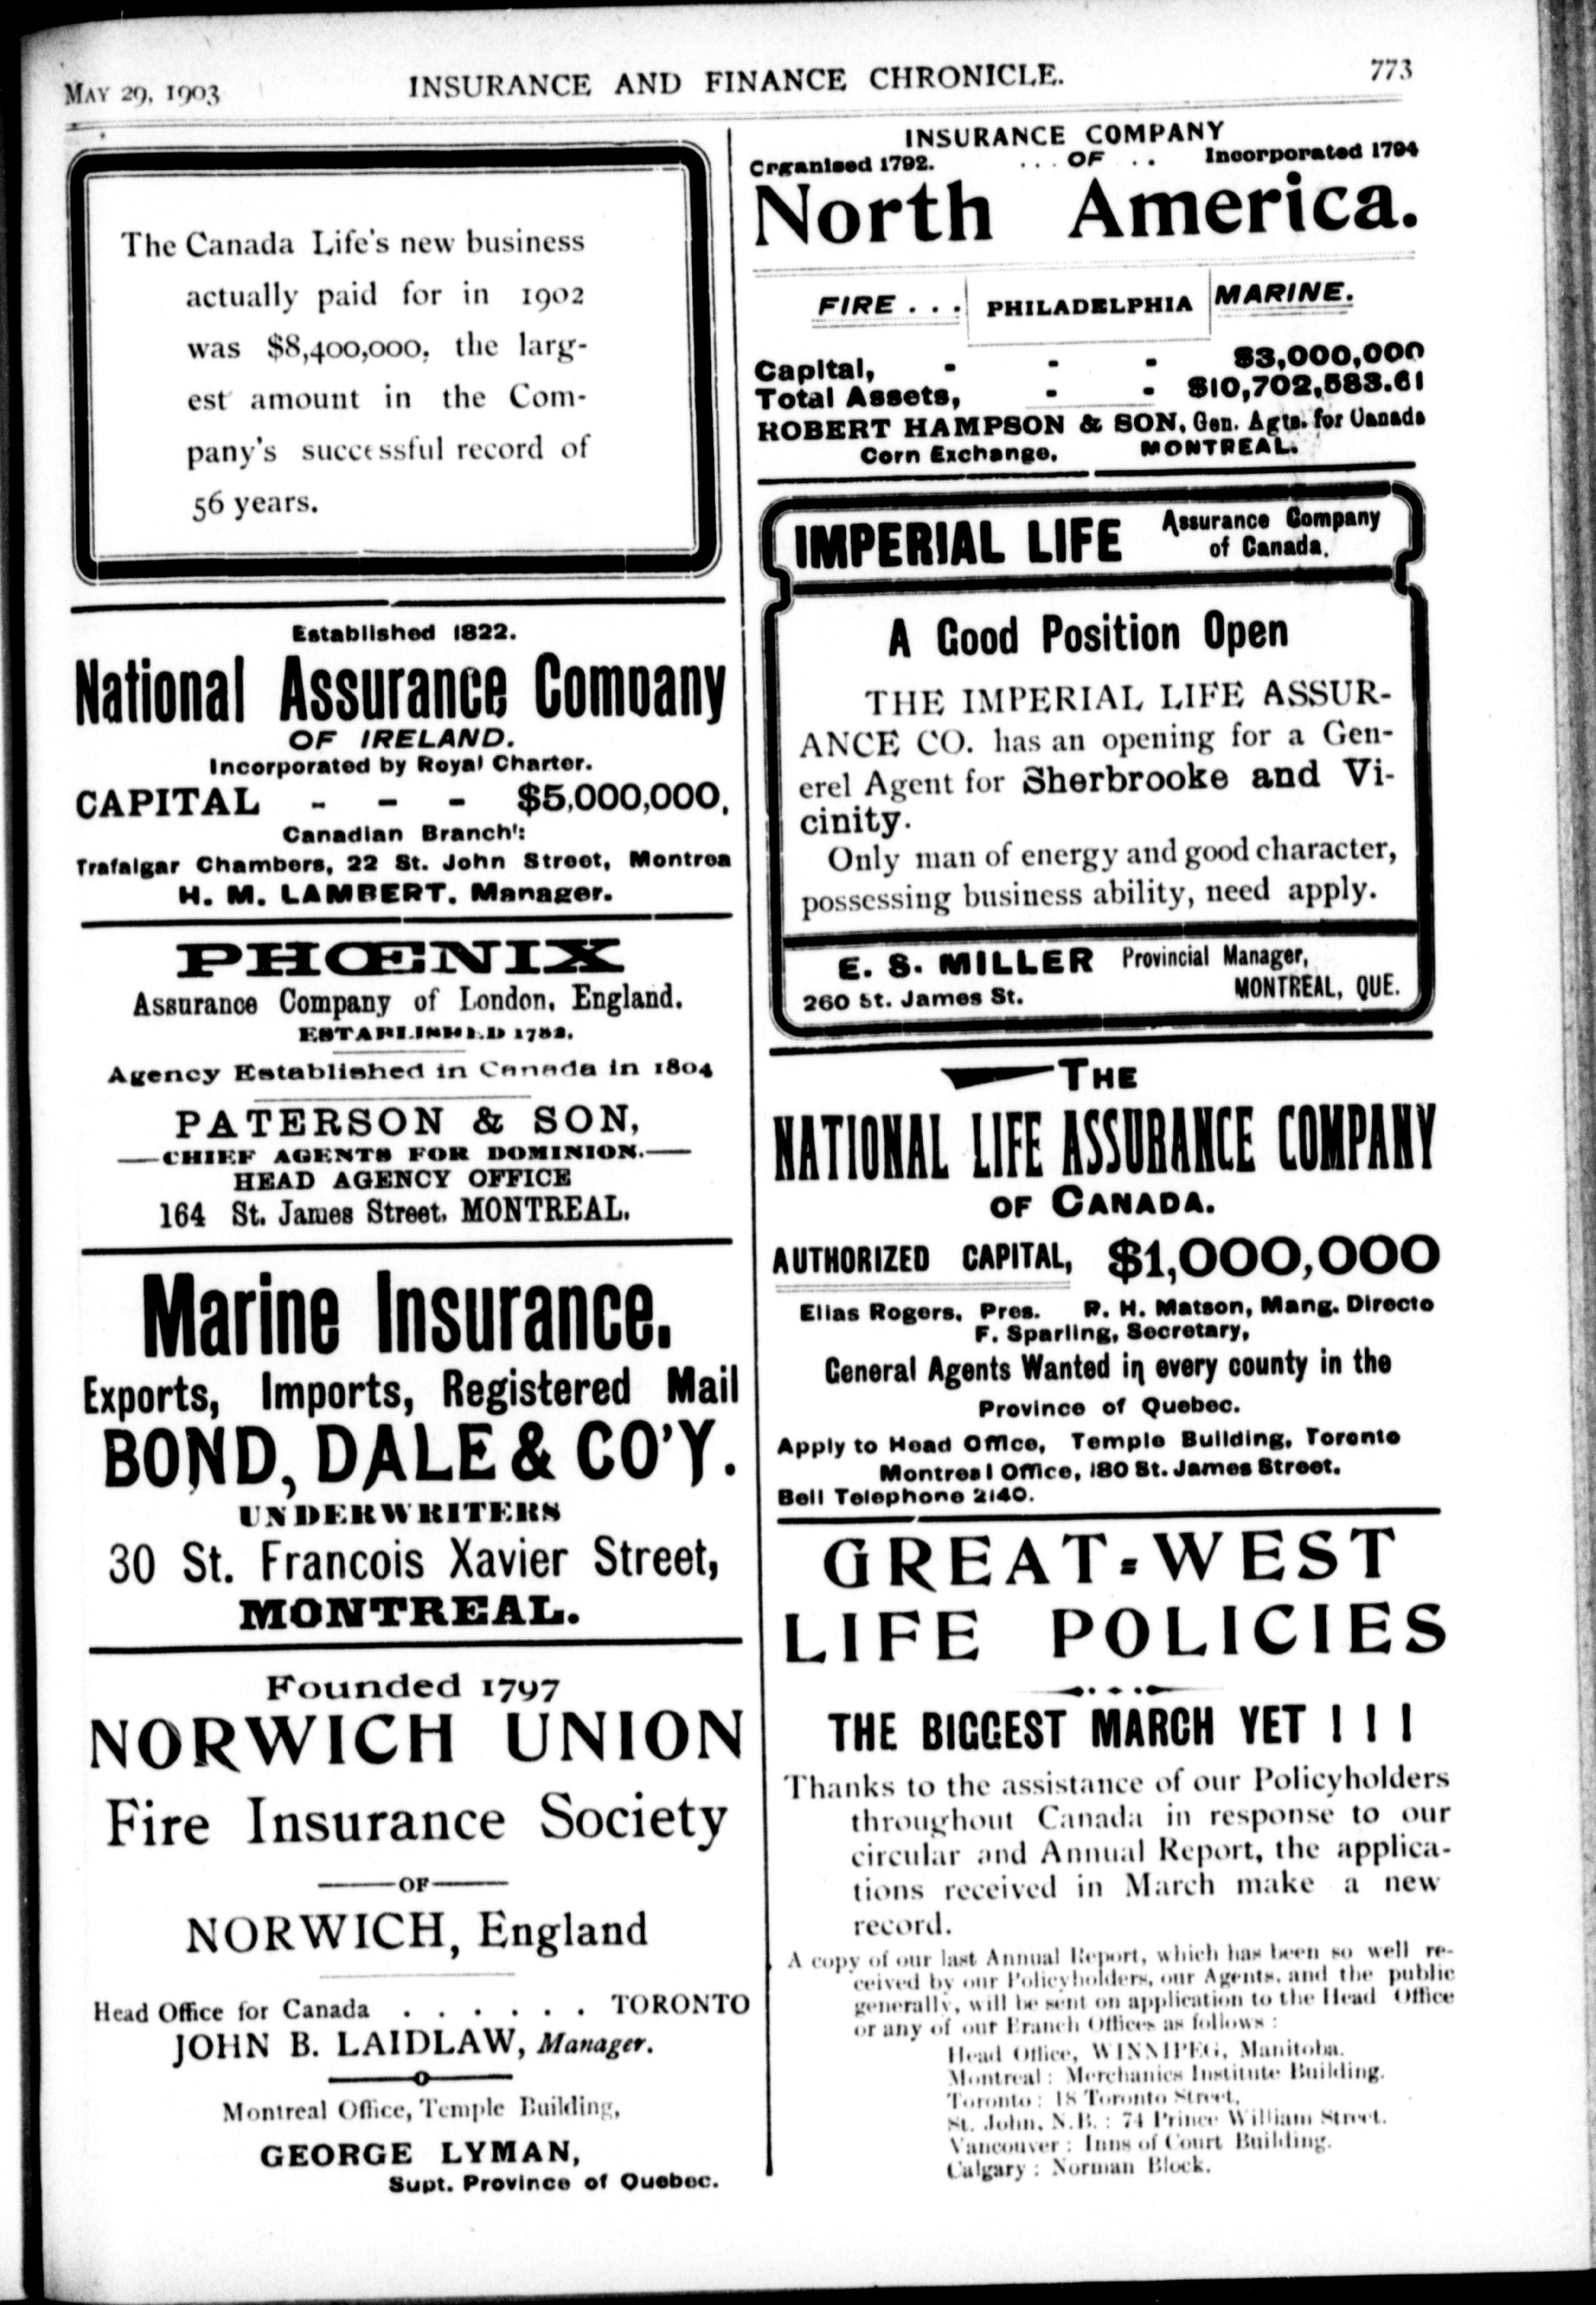 MAY 29, 1903
INSURANCE AND FINANCE CHRONICLE.
773
The Canada Life's new business
actually paid for in 1902
was $8,400,000, the larg-
est amount in the Com-
pany's successful record of
56 years.
Established 1822.
National Assurance Company
OF IRELAND.
Incorporated by Royal Charter.
CAPITAL - - - $5,000,000,
Canadian Branch':
Trafalgar Chambers, 22 St. John Street, Montrea
H. M. LAMBERT, Manager.
PHŒNIX
Assurance Company of London, England.
ESTABLISHED 1782.
Agency Established in Canada in 1804
PATERSON & SON,
CHIEF AGENTS FOR DOMINION.
HEAD AGENCY OFFICE
164 St. James Street, MONTREAL.
Marine Insurance.
Exports, Imports, Registered Mail
BOND, DALE & CO'Y.
UNDERWRITERS
30 St. Francois Xavier Street,
MONTREAL.
Founded 1797
NORWICH UNION
Fire Insurance Society
OF
NORWICH, England
Head Office for Canada . . . . . . TORONTO
JOHN B. LAIDLAW, Manager.
Montreal Office, Temple Building,
GEORGE LYMAN,
Supt. Province of Quebec.
INSURANCE COMPANY
Organised 1792. ... OF .. Incorporated 1794
North America.
FIRE . . . PHILADELPHIA MARINE.
Capital, - - - $3,000,000
Total Assets, - - $10,702,583.61
ROBERT HAMPSON & SON, Gen. Agts. for Canada
Corn Exchange, MONTREAL.
IMPERIAL LIFE Assurance Company
of Canada.
A Good Position Open
THE IMPERIAL LIFE ASSUR-
ANCE CO. has an opening for a Gen-
erel Agent for Sherbrooke and Vi-
cinity.
Only man of energy and good character,
possessing business ability, need apply.
E. S. MILLER Provincial Manager,
260 St. James St. MONTREAL, QUE.
THE
NATIONAL LIFE ASSURANCE COMPANY
OF CANADA.
AUTHORIZED CAPITAL, $1,000,000
Elias Rogers, Pres. R. H. Matson, Mang. Directo
F. Sparling, Secretary,
General Agents Wanted in every county in the
Province of Quebec.
Apply to Head Office, Temple Building, Toronto
Montreal Office, 180 St. James Street.
Bell Telephone 2140.
GREAT-WEST
LIFE POLICIES
THE BIGGEST MARCH YET ! ! !
Thanks to the assistance of our Policyholders
throughout Canada in response to our
circular and Annual Report, the applica-
tions received in March make a new
record.
A copy of our last Annual Report, which has been so well re-
ceived by our Policyholders, our Agents, and the public
generally, will be sent on application to the Head Office
or any of our Branch Offices as follows :
Head Office, WINNIPEG, Manitoba.
Montreal : Merchanics Institute Building.
Toronto : 18 Toronto Street,
St. John, N.B. : 74 Prince William Street.
Vancouver : Inns of Court Building.
Calgary : Norman Block.